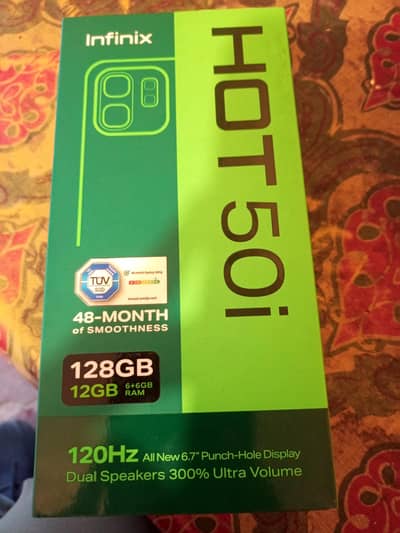 Infinix
HOT 50i
TÜV
48-MONTH
of SMOOTHNESS
128GB
12GB 6+6GB
RAM
120Hz All New 6.7" Punch-Hole Display
Dual Speakers 300% Ultra Volume